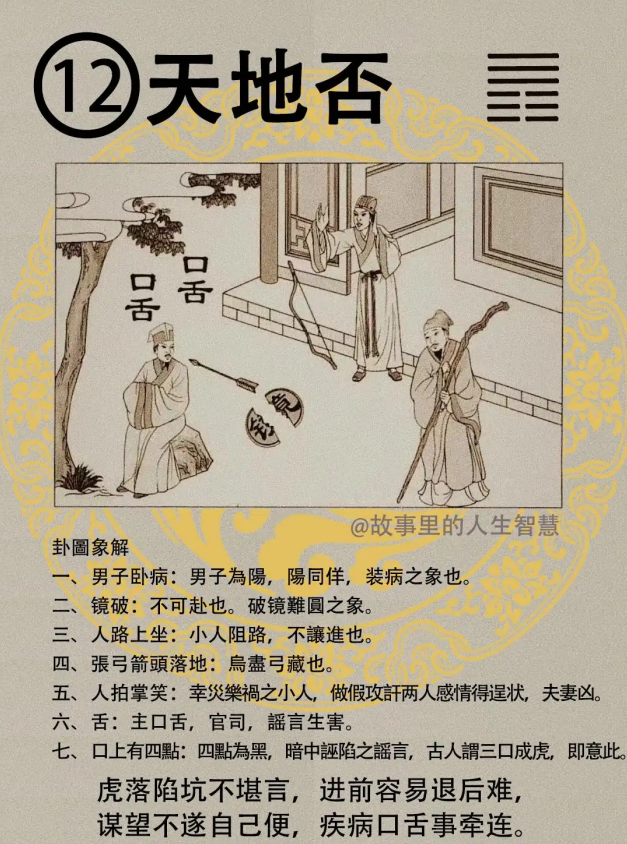 12天地否
口舌
口舌
@故事里的人生智慧
卦圖象解
一、男子卧病：男子為陽，陽同佯，装病之象也。
二、镜破：不可赴也。破镜難圓之象。
三、人路上坐：小人阻路，不讓進也。
四、張弓箭頭落地：鳥盡弓藏也。
五、人拍掌笑：幸災樂禍之小人，做假攻訐两人感情得逞状，夫妻凶。
六、舌：主口舌，官司，謡言生害。
七、口上有四點：四點為黑，暗中誣陷之謡言，古人謂三口成虎，即意此。
虎落陷坑不堪言，进前容易退后难，
谋望不遂自己便，疾病口舌事牵连。